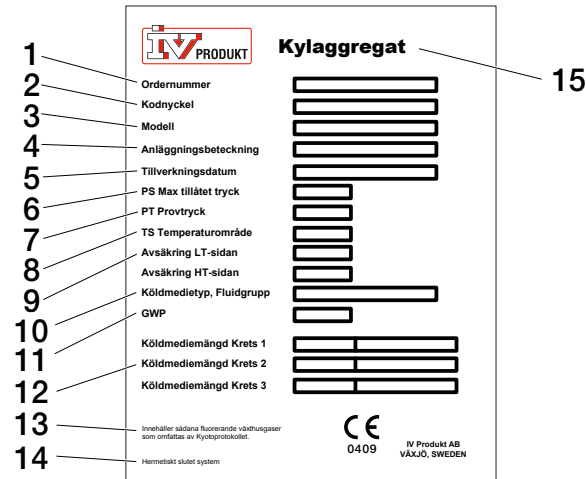 IV PRODUKT
Kylaggregat
15
1
Ordernummer
2
Kodnyckel
3
Modell
4
Anläggningsbeteckning
5
Tillverkningsdatum
6
PS Max tillåtet tryck
7
PT Provtryck
8
TS Temperaturområde
9
Avsäkring LT-sidan
Avsäkring HT-sidan
10
Köldmedietyp, Fluidgrupp
11
GWP
Köldmediemängd Krets 1
12
Köldmediemängd Krets 2
Köldmediemängd Krets 3
13
Innehåller sådana fluorerande växthusgaser
som omfattas av Kyotoprotokollet.
CE
0409
IV Produkt AB
VÄXJÖ, SWEDEN
14
Hermetiskt slutet system